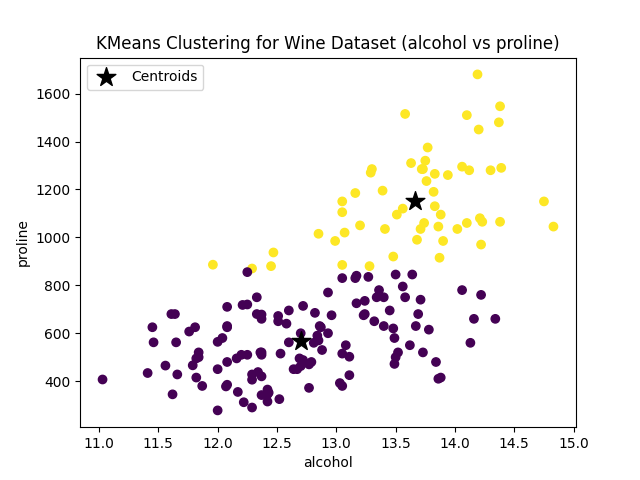 KMeans Clustering for Wine Dataset (alcohol vs proline)
Centroids
1600
1400
1200
1000
800
600
400
proline
11.0 11.5 12.0 12.5 13.0 13.5 14.0 14.5 15.0
alcohol